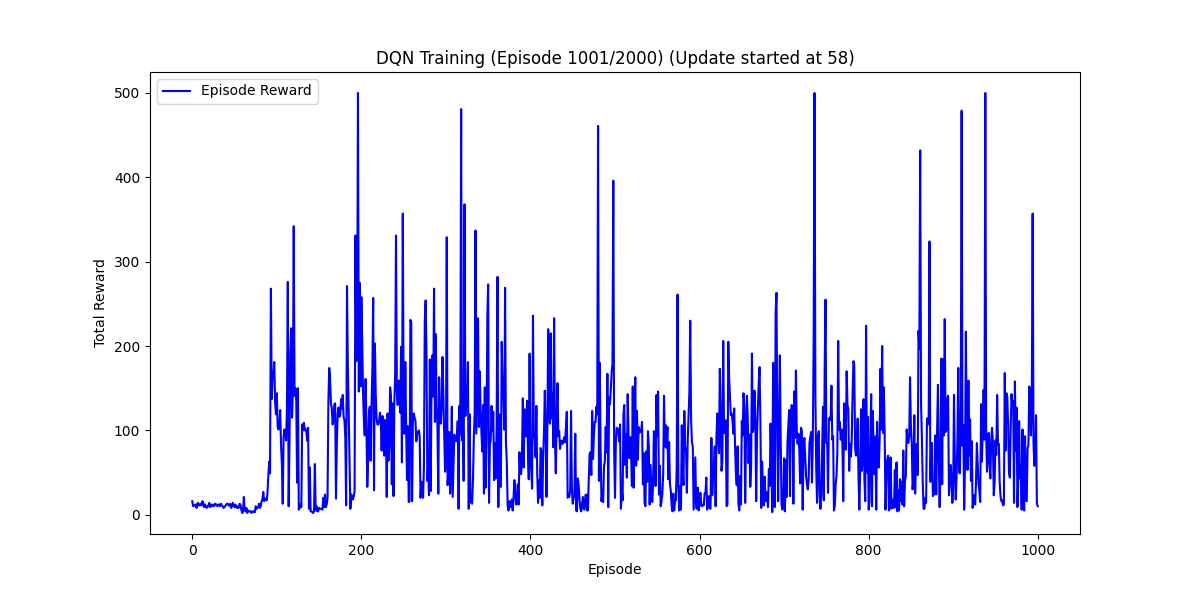 DQN Training (Episode 1001/2000) (Update started at 58)
Episode Reward
500
400
300
200
100
0
Total Reward
0 200 400 600 800 1000
Episode